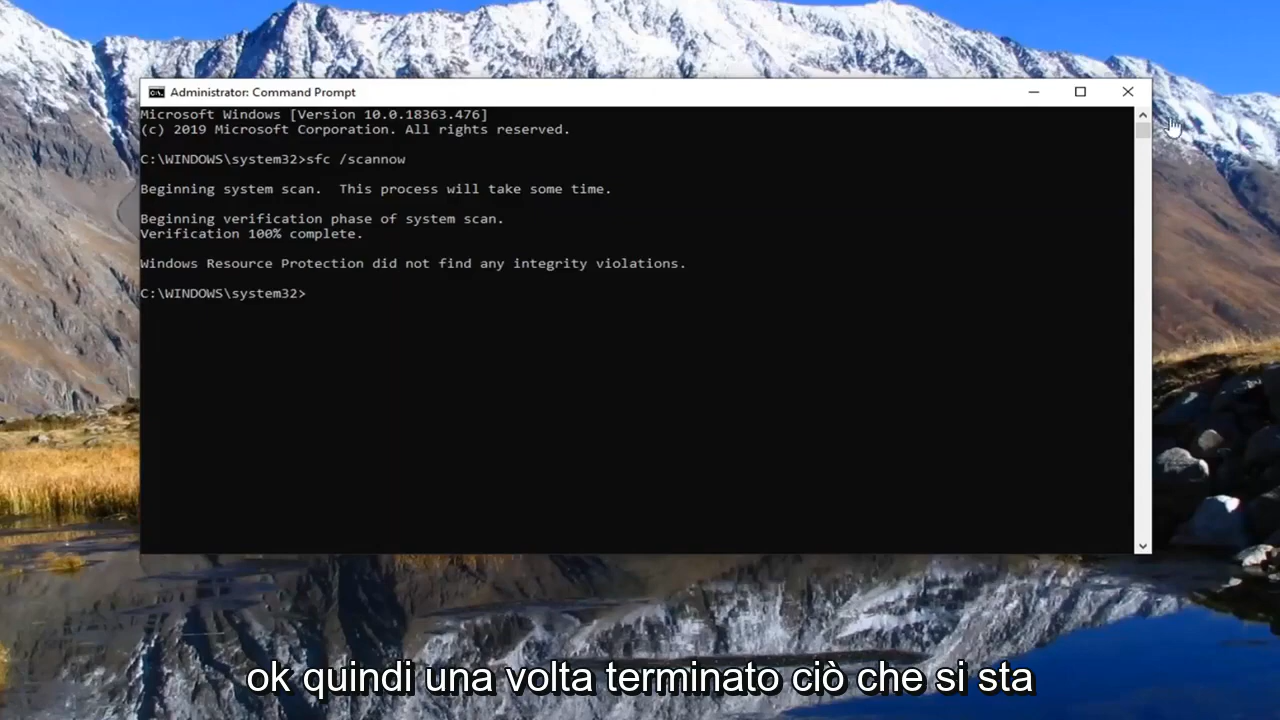 Administrator: Command Prompt
Microsoft Windows [Version 10.0.18363.476]
(c) 2019 Microsoft Corporation. All rights reserved.
C:\WINDOWS\system32>sfc /scannow
Beginning system scan.  This process will take some time.
Beginning verification phase of system scan.
Verification 100% complete.
Windows Resource Protection did not find any integrity violations.
C:\WINDOWS\system32>
ok quindi una volta terminato ciò che si sta